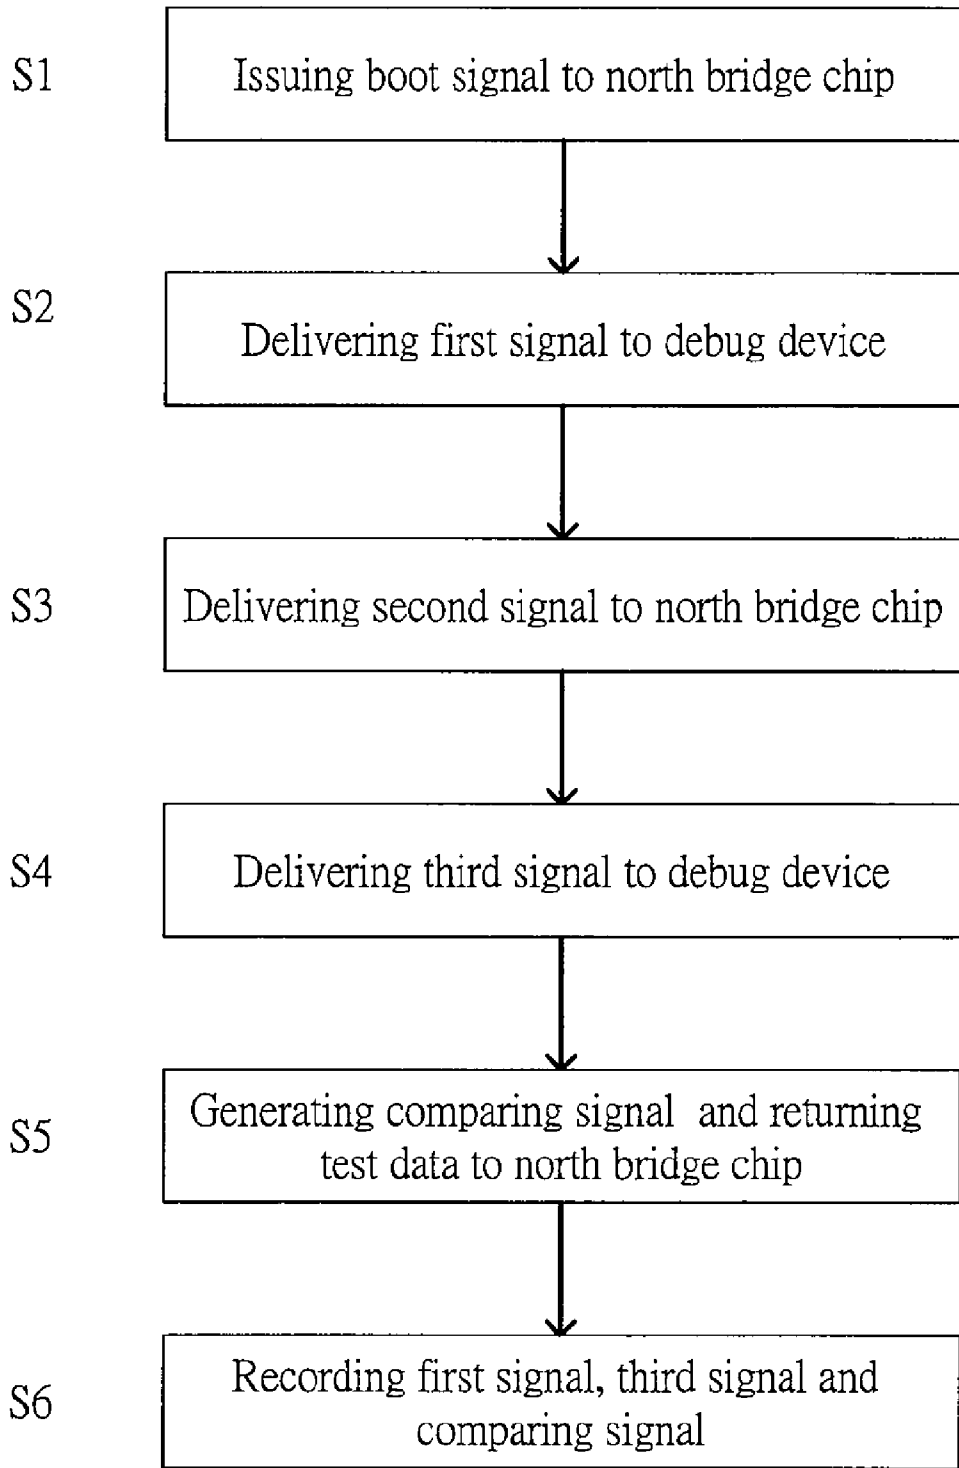 S1
Issuing boot signal to north bridge chip
S2
Delivering first signal to debug device
S3
Delivering second signal to north bridge chip
S4
Delivering third signal to debug device
S5
Generating comparing signal and returning
test data to north bridge chip
S6
Recording first signal, third signal and
comparing signal